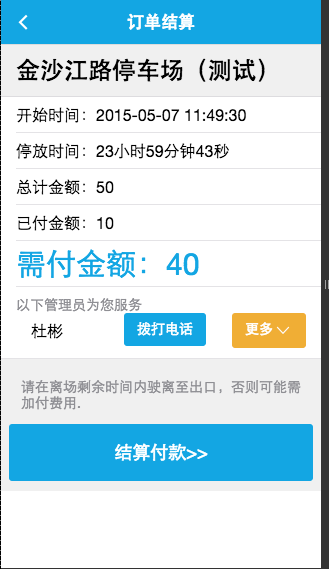 订单结算
金沙江路停车场（测试）
开始时间：2015-05-07 11:49:30
停放时间：23小时59分钟43秒
总计金额：50
已付金额：10
需付金额：40
以下管理员为您服务
杜彬 拨打电话 更多
请在离场剩余时间内驶离至出口，否则可能需
加付费用.
结算付款>>